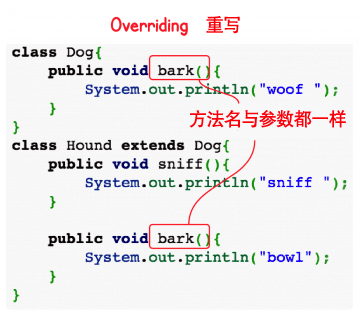 Overriding 重写
class Dog{
    public void bark(){
        System.out.println("woof ");
    }
}
方法名与参数都一样
class Hound extends Dog{
    public void sniff(){
        System.out.println("sniff ");
    }

    public void bark(){
        System.out.println("bowl");
    }
}